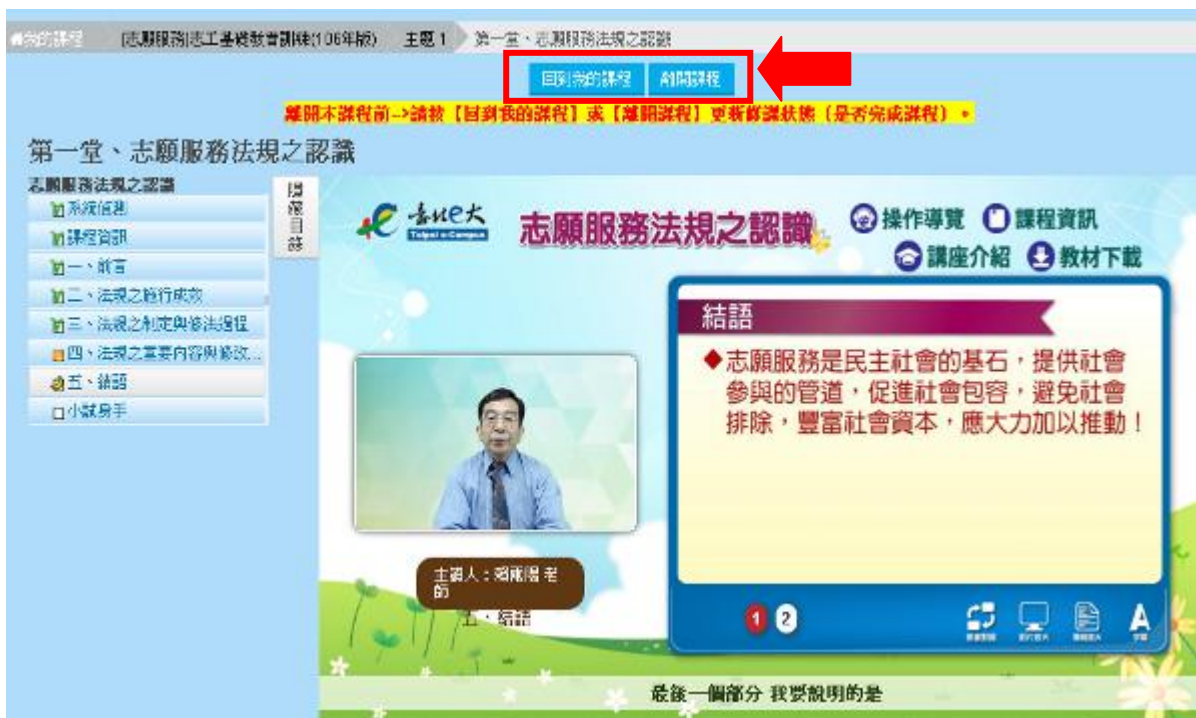 我的課程 [志願服務]志工基礎教育訓練(106年版) 主題 1 第一堂、志願服務法規之認識
回到我的課程 離開課程
離開本課程前-->請按【回到我的課程】或【離開課程】更新修課狀態（是否完成課程）。
第一堂、志願服務法規之認識
志願服務法規之認識
系統偵測
課程資訊
一、前言
二、法規之施行成效
三、法規之制定與修法過程
四、法規之重要內容與修改...
五、結語
小試身手
隱藏目錄
臺北e大
Taipei e-Campus
志願服務法規之認識
操作導覽 課程資訊
講座介紹 教材下載
結語
◆志願服務是民主社會的基石，提供社會
參與的管道，促進社會包容，避免社會
排除，豐富社會資本，應大力加以推動！
主講人：賴兩陽 老
師
五、結語
1 2
A
字幕
最後一個部分 我要說明的是